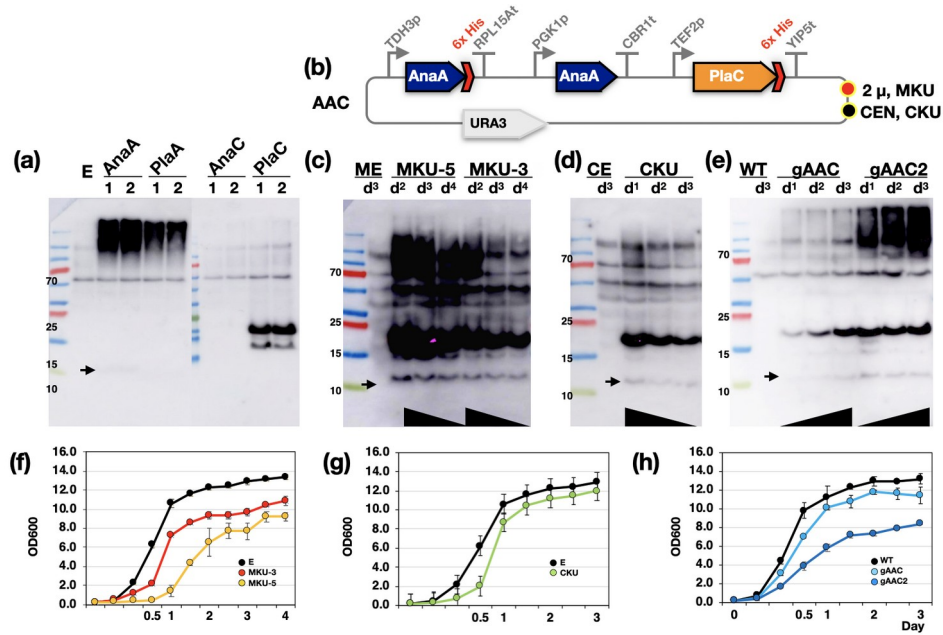 (b)
TDH3p
6x His
RPL15At
PGK1p
CBR1t
TEF2p
6x His
YIP5t
AnaA
AnaA
PlaC
AAC
URA3
2 µ, MKU
CEN, CKU
(a)
E
AnaA
PlaA
AnaC
PlaC
1 2 1 2 1 2 1 2
70
25
15
10
(c)
ME MKU-5 MKU-3
d³ d² d³ d⁴ d² d³ d⁴
70
25
15
10
(d)
CE CKU
d³ d¹ d² d³
70
25
15
10
(e)
WT gAAC gAAC2
d³ d¹ d² d³ d¹ d² d³
70
25
15
10
(f)
OD600
16.0
14.0
12.0
10.0
8.0
6.0
4.0
2.0
0.0
0.5 1 2 3 4
E
MKU-3
MKU-5
(g)
OD600
16.0
14.0
12.0
10.0
8.0
6.0
4.0
2.0
0.0
0.5 1 2 3
E
CKU
(h)
OD600
16.0
14.0
12.0
10.0
8.0
6.0
4.0
2.0
0.0
0 0.5 1 2 3
Day
WT
gAAC
gAAC2